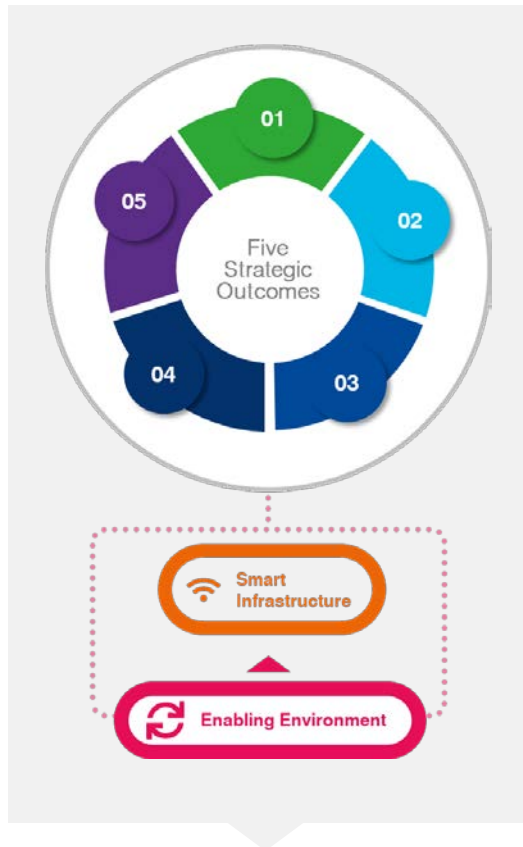 01
02
03
04
05
Five
Strategic
Outcomes
Smart
Infrastructure
Enabling Environment